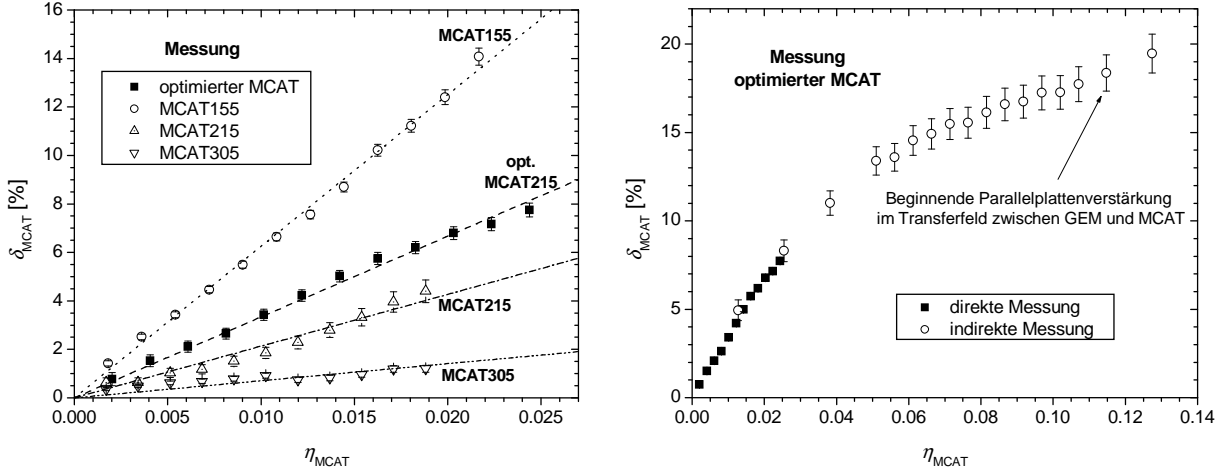 16
14
12
10
8
6
4
2
0
δMCAT [%]
0.000
0.005
0.010
0.015
0.020
0.025
ηMCAT
Messung
optimierter MCAT
MCAT155
MCAT215
MCAT305
MCAT155
opt.
MCAT215
MCAT215
MCAT305
20
15
10
5
0
δMCAT [%]
0.00
0.02
0.04
0.06
0.08
0.10
0.12
0.14
ηMCAT
Messung
optimierter MCAT
Beginnende Parallelplattenverstärkung
im Transferfeld zwischen GEM und MCAT
direkte Messung
indirekte Messung